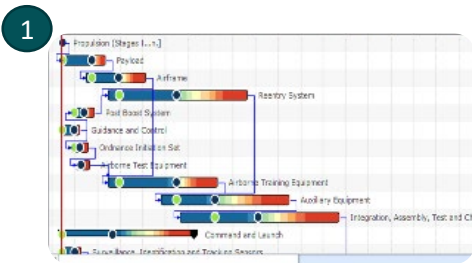 1
Propulsion [Stages I...n.]
Payload
Airframe
Reentry System
Post Boost System
Guidance and Control
Ordnance Initiation Set
Airborne Test Equipment
Airborne Training Equipment
Auxiliary Equipment
Integration, Assembly, Test and Ch
Command and Launch
Surveillance, Identification and Tracking Sensors